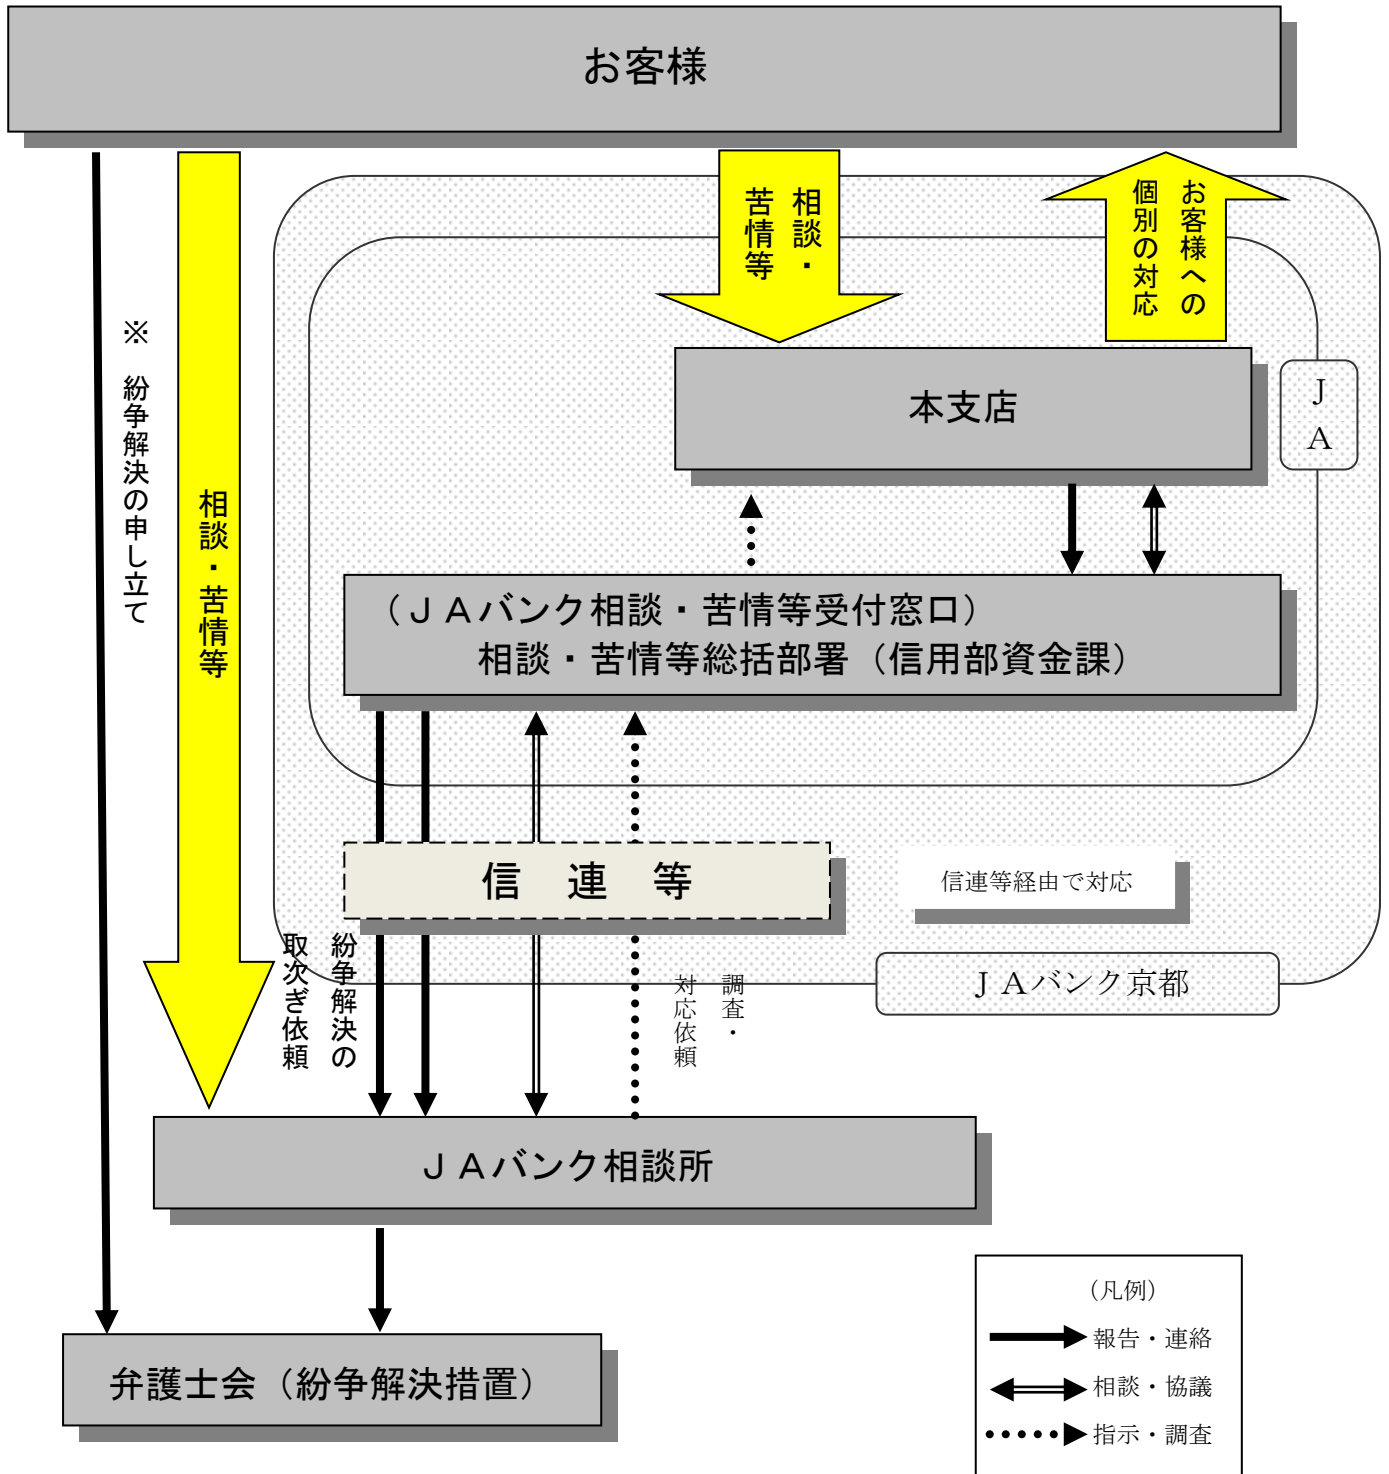 お客様
相談・
苦情等
お客様への
個別の対応
※ 紛争解決の申し立て
相談・苦情等
本支店
ＪＡ
（ＪＡバンク相談・苦情等受付窓口）
相談・苦情等総括部署（信用部資金課）
信 連 等
信連等経由で対応
ＪＡバンク京都
紛争解決の
取次ぎ依頼
調査・
対応依頼
ＪＡバンク相談所
弁護士会（紛争解決措置）
（凡例）
報告・連絡
相談・協議
指示・調査